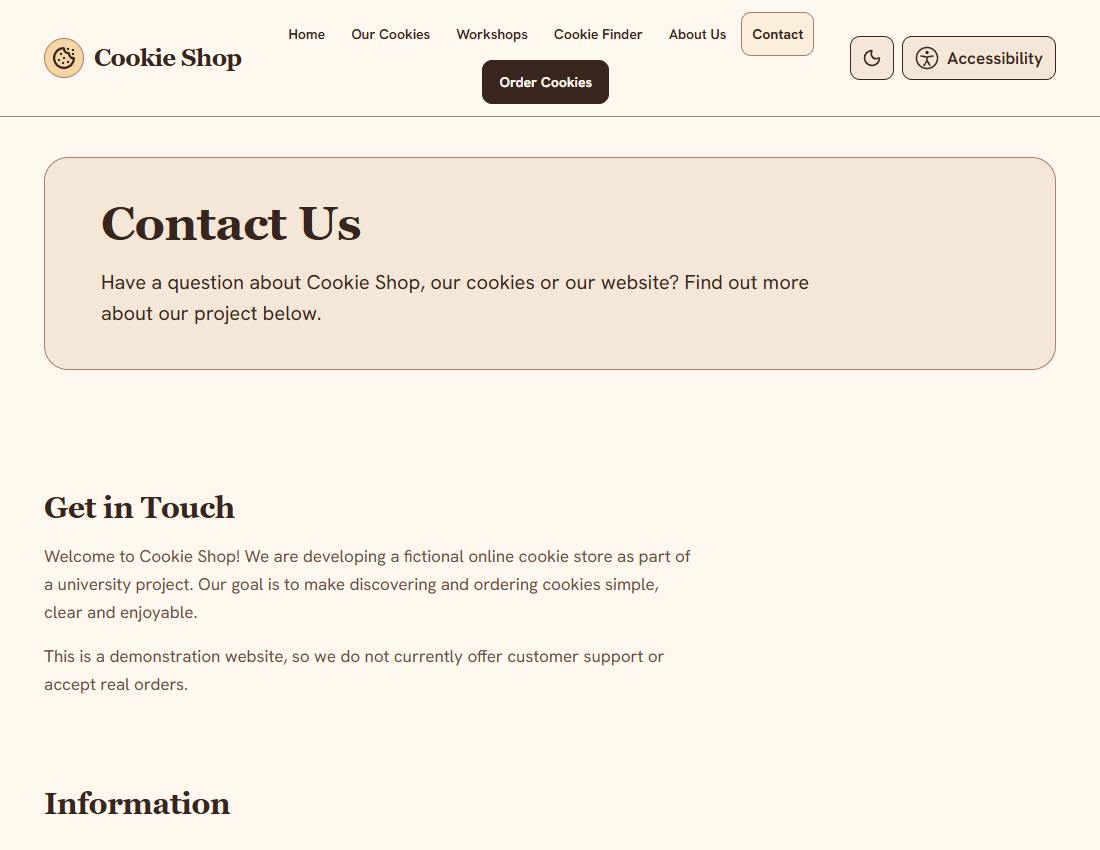 Cookie Shop
Home
Our Cookies
Workshops
Cookie Finder
About Us
Contact
Order Cookies
Accessibility
Contact Us
Have a question about Cookie Shop, our cookies or our website? Find out more
about our project below.
Get in Touch
Welcome to Cookie Shop! We are developing a fictional online cookie store as part of
a university project. Our goal is to make discovering and ordering cookies simple,
clear and enjoyable.
This is a demonstration website, so we do not currently offer customer support or
accept real orders.
Information